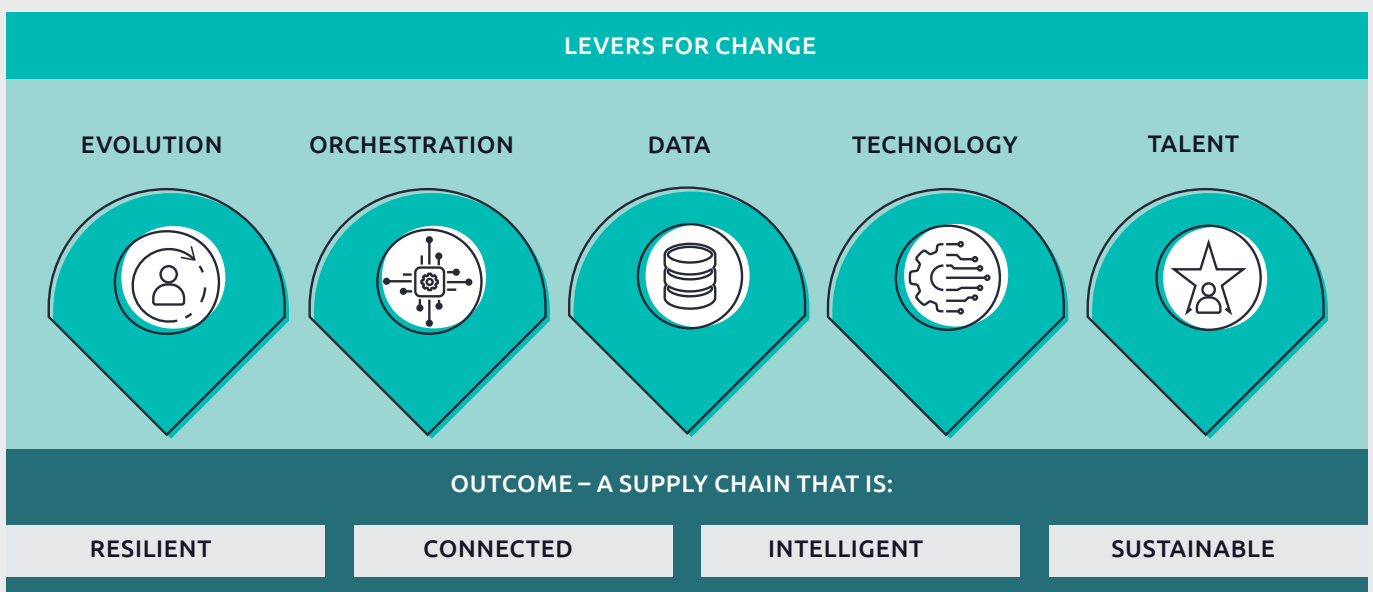 LEVERS FOR CHANGE
EVOLUTION
ORCHESTRATION
DATA
TECHNOLOGY
TALENT
OUTCOME – A SUPPLY CHAIN THAT IS:
RESILIENT
CONNECTED
INTELLIGENT
SUSTAINABLE